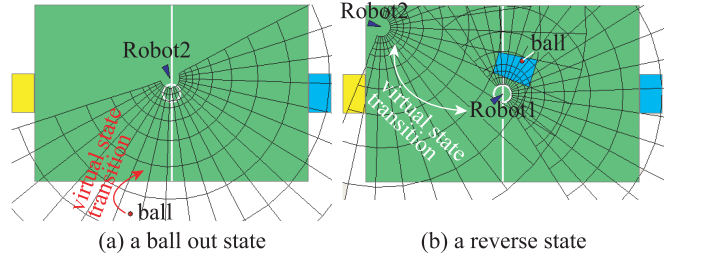 Robot2
virtual state
transition
ball
(a) a ball out state
Robot2
ball
Robot1
virtual state
transition
(b) a reverse state